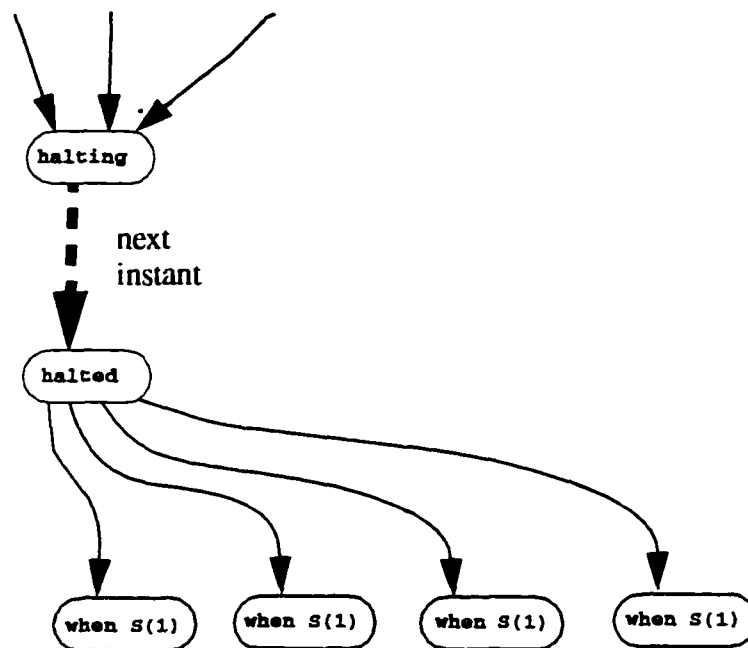 halting
next
instant
halted
when S(1)
when S(1)
when S(1)
when S(1)